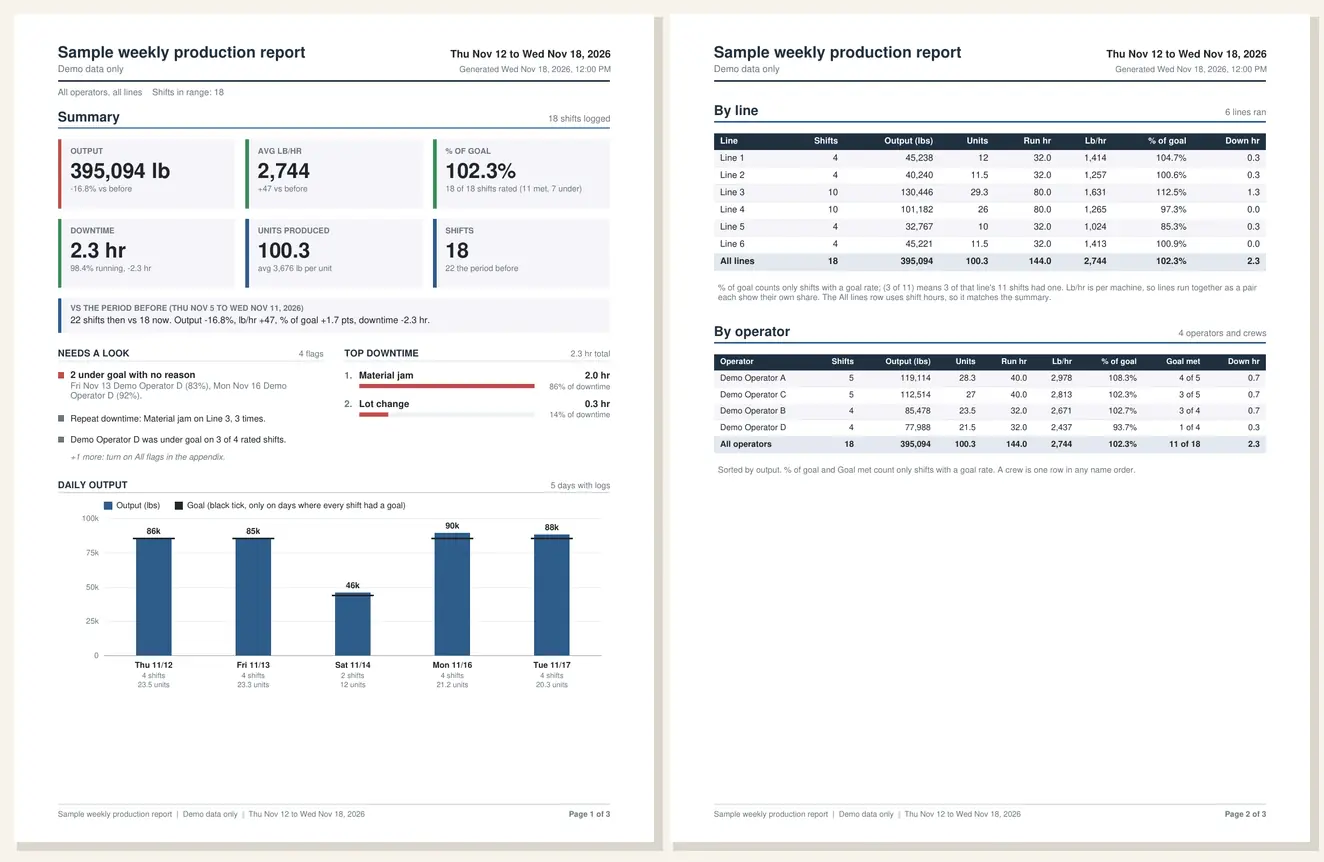 Sample weekly production report
Thu Nov 12 to Wed Nov 18, 2026
Demo data only
Generated Wed Nov 18, 2026, 12:00 PM
All operators, all lines Shifts in range: 18
Summary
18 shifts logged
OUTPUT
395,094 lb
-16.8% vs before
AVG LB/HR
2,744
+47 vs before
% OF GOAL
102.3%
18 of 18 shifts rated (11 met, 7 under)
DOWNTIME
2.3 hr
98.4% running, -2.3 hr
UNITS PRODUCED
100.3
avg 3,676 lb per unit
SHIFTS
18
22 the period before
VS THE PERIOD BEFORE (THU NOV 5 TO WED NOV 11, 2026)
22 shifts then vs 18 now. Output -16.8%, lb/hr +47, % of goal +1.7 pts, downtime -2.3 hr.
NEEDS A LOOK
4 flags
2 under goal with no reason
Fri Nov 13 Demo Operator D (83%), Mon Nov 16 Demo
Operator D (92%).
Repeat downtime: Material jam on Line 3, 3 times.
Demo Operator D was under goal on 3 of 4 rated shifts.
+1 more: turn on All flags in the appendix.
TOP DOWNTIME
2.3 hr total
1. Material jam 2.0 hr
86% of downtime
2. Lot change 0.3 hr
14% of downtime
DAILY OUTPUT
5 days with logs
Output (lbs) Goal (black tick, only on days where every shift had a goal)
100k
75k
50k
25k
0
86k
85k
46k
90k
88k
Thu 11/12 Fri 11/13 Sat 11/14 Mon 11/16 Tue 11/17
4 shifts 4 shifts 2 shifts 4 shifts 4 shifts
23.5 units 23.3 units 12 units 21.2 units 20.3 units
Sample weekly production report | Demo data only | Thu Nov 12 to Wed Nov 18, 2026
Page 1 of 3
Sample weekly production report
Thu Nov 12 to Wed Nov 18, 2026
Demo data only
Generated Wed Nov 18, 2026, 12:00 PM
By line
6 lines ran
Line Shifts Output (lbs) Units Run hr Lb/hr % of goal Down hr
Line 1 4 45,238 12 32.0 1,414 104.7% 0.3
Line 2 4 40,240 11.5 32.0 1,257 100.6% 0.3
Line 3 10 130,446 29.3 80.0 1,631 112.5% 1.3
Line 4 10 101,182 26 80.0 1,265 97.3% 0.0
Line 5 4 32,767 10 32.0 1,024 85.3% 0.3
Line 6 4 45,221 11.5 32.0 1,413 100.9% 0.0
All lines 18 395,094 100.3 144.0 2,744 102.3% 2.3
% of goal counts only shifts with a goal rate; (3 of 11) means 3 of that line's 11 shifts had one. Lb/hr is per machine, so lines run together as a pair
each show their own share. The All lines row uses shift hours, so it matches the summary.
By operator
4 operators and crews
Operator Shifts Output (lbs) Units Run hr Lb/hr % of goal Goal met Down hr
Demo Operator A 5 119,114 28.3 40.0 2,978 108.3% 4 of 5 0.7
Demo Operator C 5 112,514 27 40.0 2,813 102.3% 3 of 5 0.7
Demo Operator B 4 85,478 23.5 32.0 2,671 102.7% 3 of 4 0.7
Demo Operator D 4 77,988 21.5 32.0 2,437 93.7% 1 of 4 0.3
All operators 18 395,094 100.3 144.0 2,744 102.3% 11 of 18 2.3
Sorted by output. % of goal and Goal met count only shifts with a goal rate. A crew is one row in any name order.
Sample weekly production report | Demo data only | Thu Nov 12 to Wed Nov 18, 2026
Page 2 of 3